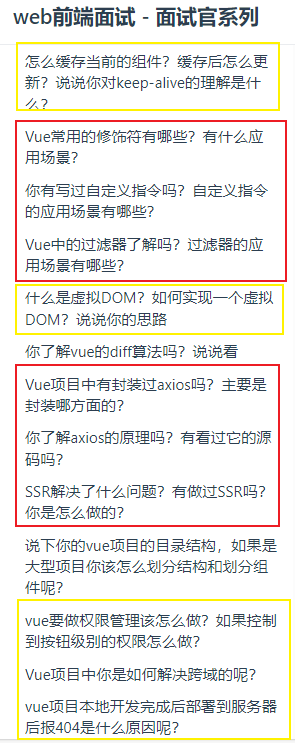 web前端面试 - 面试官系列
怎么缓存当前的组件？缓存后怎么更
新？说说你对keep-alive的理解是什
么？
Vue常用的修饰符有哪些？有什么应
用场景？
你有写过自定义指令吗？自定义指令
的应用场景有哪些？
Vue中的过滤器了解吗？过滤器的应
用场景有哪些？
什么是虚拟DOM？如何实现一个虚拟
DOM？说说你的思路
你了解vue的diff算法吗？说说看
Vue项目中有封装过axios吗？主要是
封装哪方面的？
你了解axios的原理吗？有看过它的源
码吗？
SSR解决了什么问题？有做过SSR吗？
你是怎么做的？
说下你的vue项目的目录结构，如果是
大型项目你该怎么划分结构和划分组
件呢？
vue要做权限管理该怎么做？如果控制
到按钮级别的权限怎么做？
Vue项目中你是如何解决跨域的呢？
vue项目本地开发完成后部署到服务器
后报404是什么原因呢？